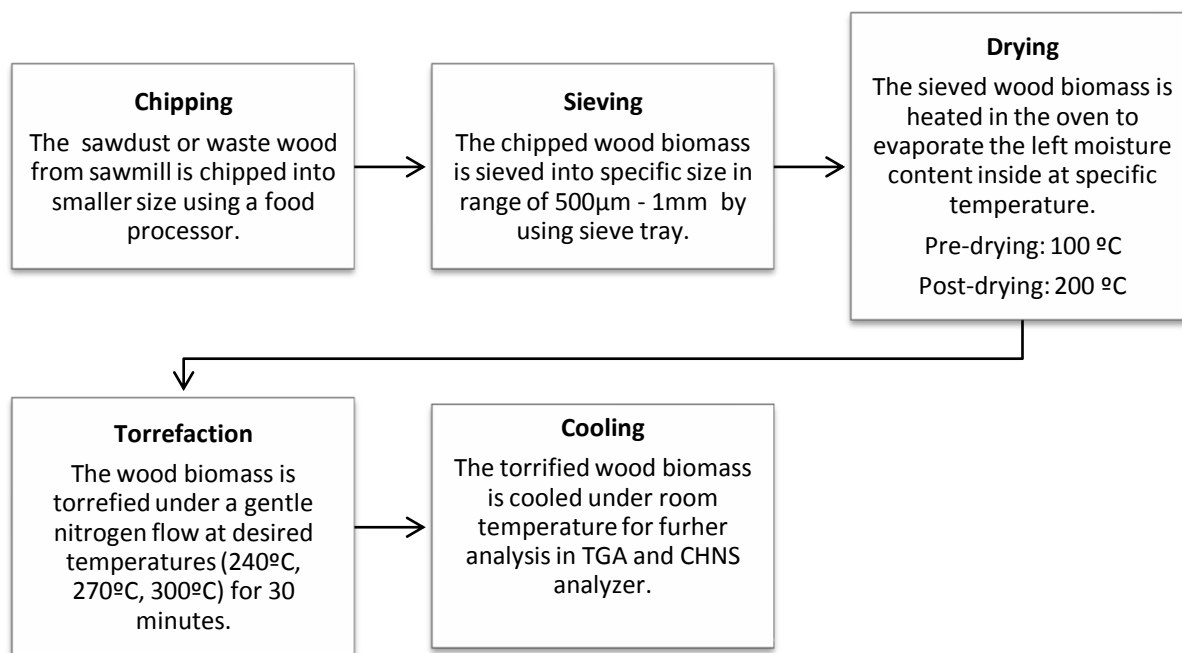 Chipping
The sawdust or waste wood
from sawmill is chipped into
smaller size using a food
processor.
Sieving
The chipped wood biomass
is sieved into specific size in
range of 500µm - 1mm by
using sieve tray.
Drying
The sieved wood biomass is
heated in the oven to
evaporate the left moisture
content inside at specific
temperature.
Pre-drying: 100 ºC
Post-drying: 200 ºC
Torrefaction
The wood biomass is
torrefied under a gentle
nitrogen flow at desired
temperatures (240ºC,
270ºC, 300ºC) for 30
minutes.
Cooling
The torrified wood biomass
is cooled under room
temperature for furher
analysis in TGA and CHNS
analyzer.